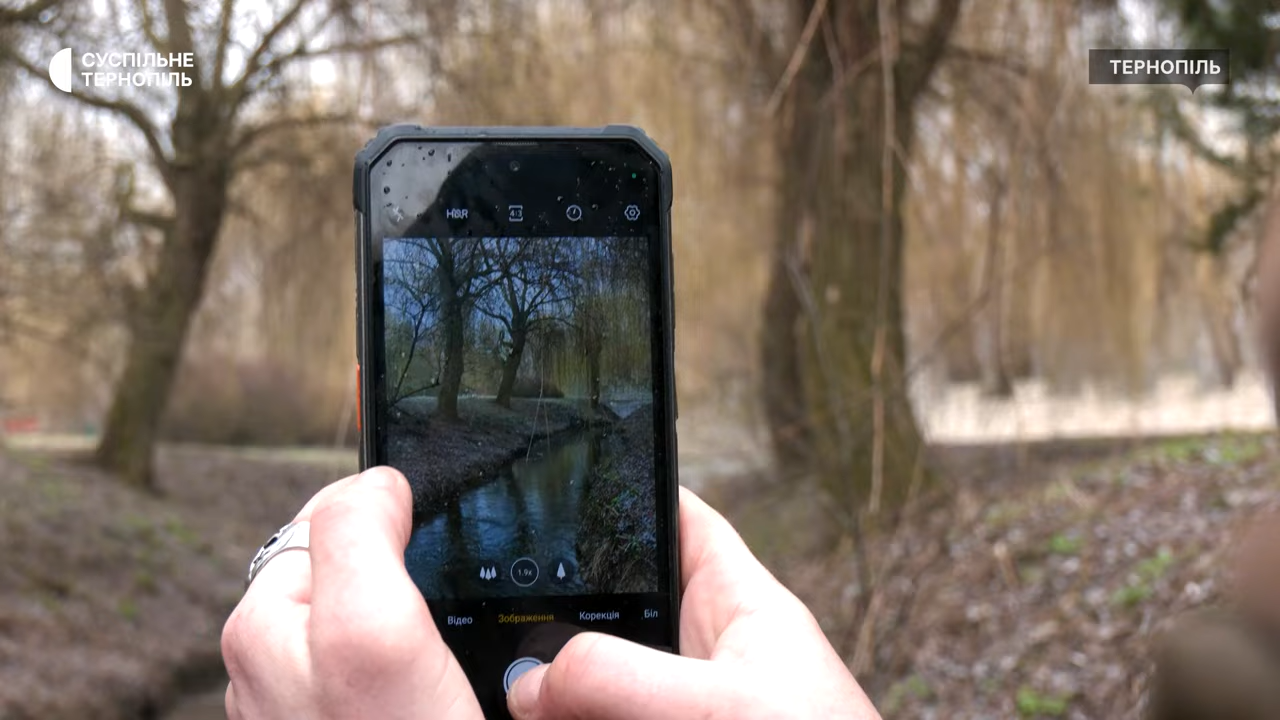 СУСПІЛЬНЕ
ТЕРНОПІЛЬ
ТЕРНОПІЛЬ
HDR
4:3
1.9x
Відео
Зображення
Корекція
Біл